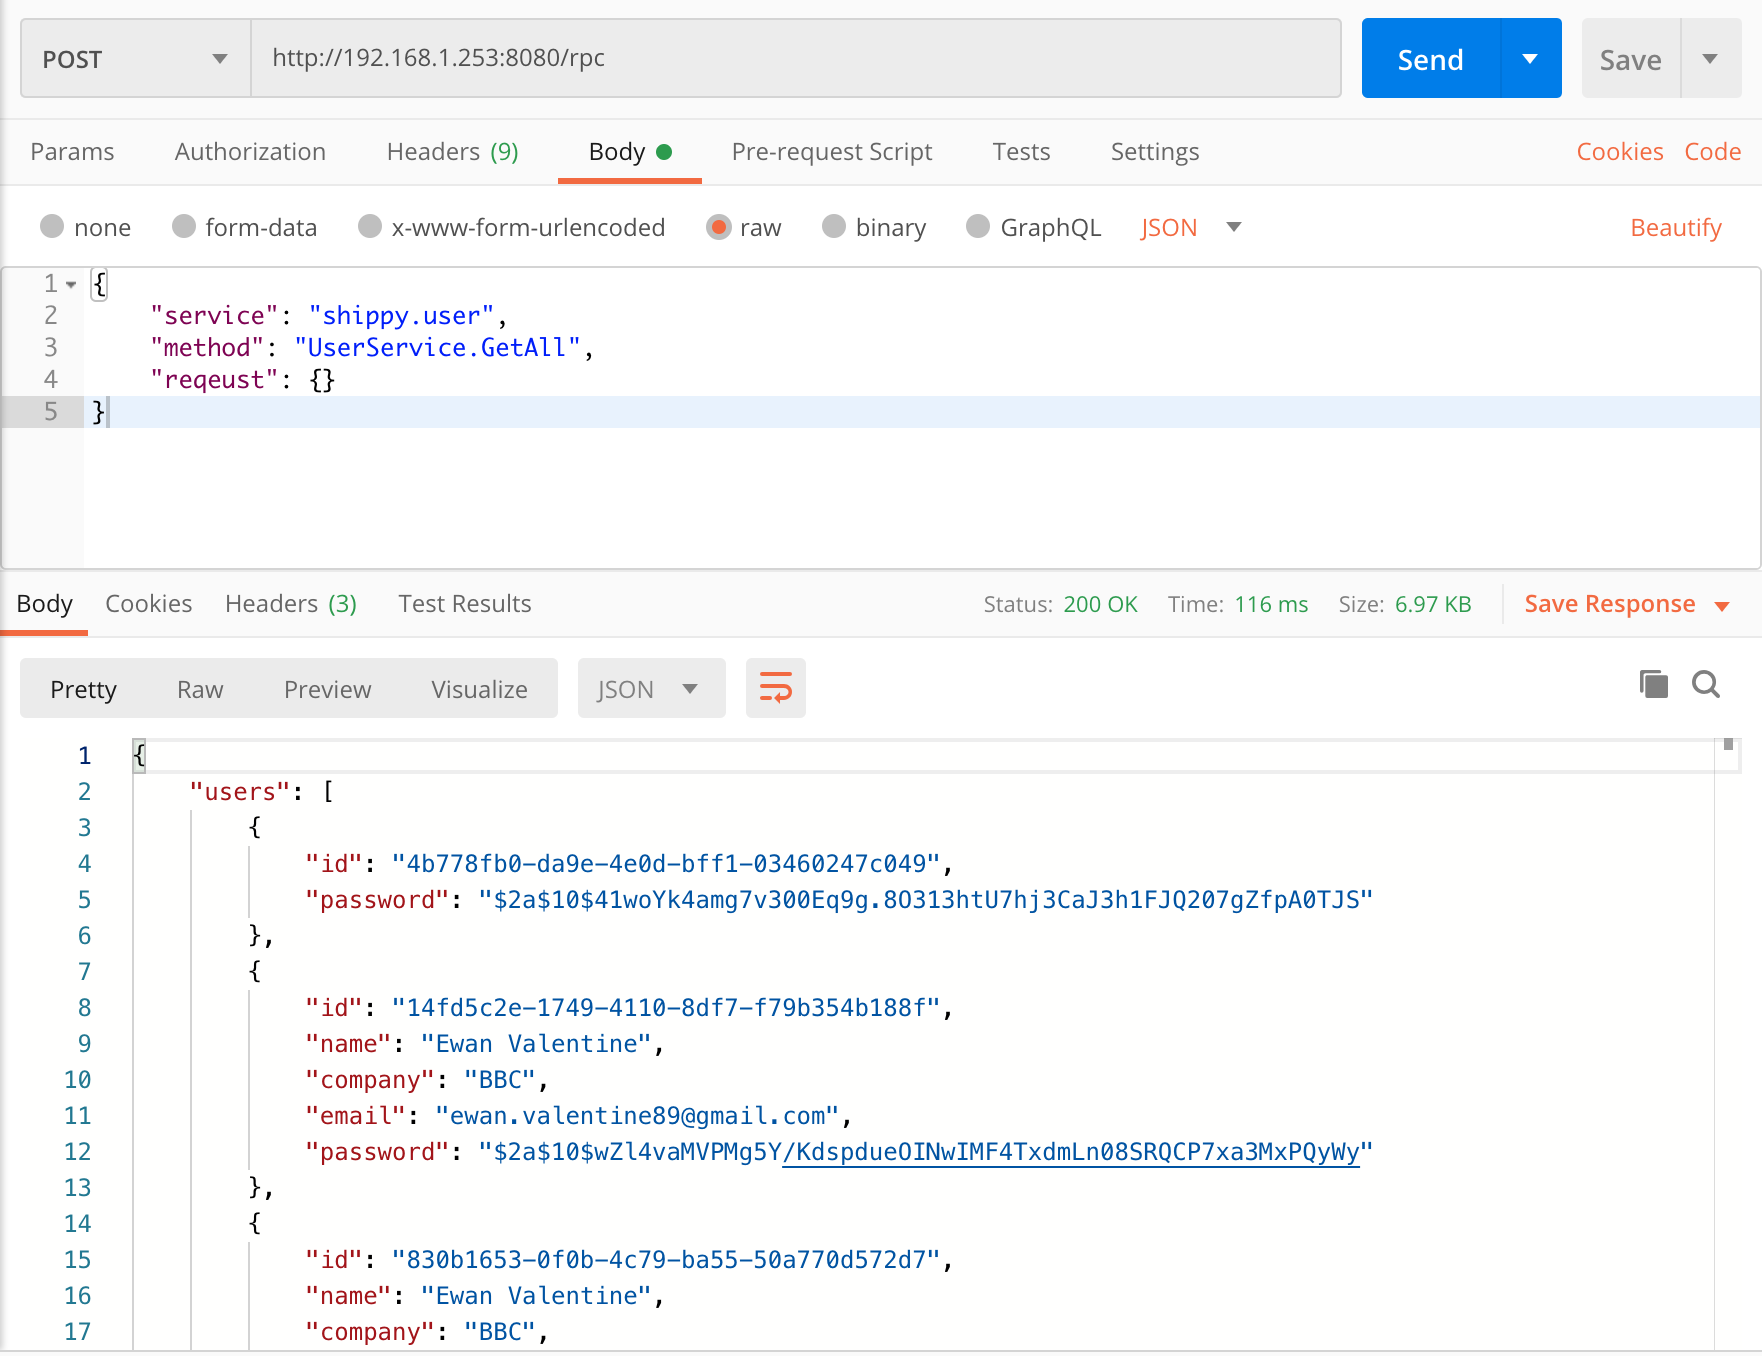 POST http://192.168.1.253:8080/rpc Send Save
Params Authorization Headers (9) Body Pre-request Script Tests Settings Cookies Code
none form-data x-www-form-urlencoded raw binary GraphQL JSON Beautify
1 {
2 "service": "shippy.user",
3 "method": "UserService.GetAll",
4 "reqeust": {}
5 }
Body Cookies Headers (3) Test Results Status: 200 OK Time: 116 ms Size: 6.97 KB Save Response
Pretty Raw Preview Visualize JSON
1 {
2 "users": [
3 {
4 "id": "4b778fb0-da9e-4e0d-bff1-03460247c049",
5 "password": "$2a$10$41woYk4amg7v300Eq9g.8O313htU7hj3CaJ3h1FJQ207gZfpA0TJS"
6 },
7 {
8 "id": "14fd5c2e-1749-4110-8df7-f79b354b188f",
9 "name": "Ewan Valentine",
10 "company": "BBC",
11 "email": "ewan.valentine89@gmail.com",
12 "password": "$2a$10$wZl4vaMVPMg5Y/KdspdueOINwIMF4TxdmLn08SRQCP7xa3MxPQyWy"
13 },
14 {
15 "id": "830b1653-0f0b-4c79-ba55-50a770d572d7",
16 "name": "Ewan Valentine",
17 "company": "BBC",